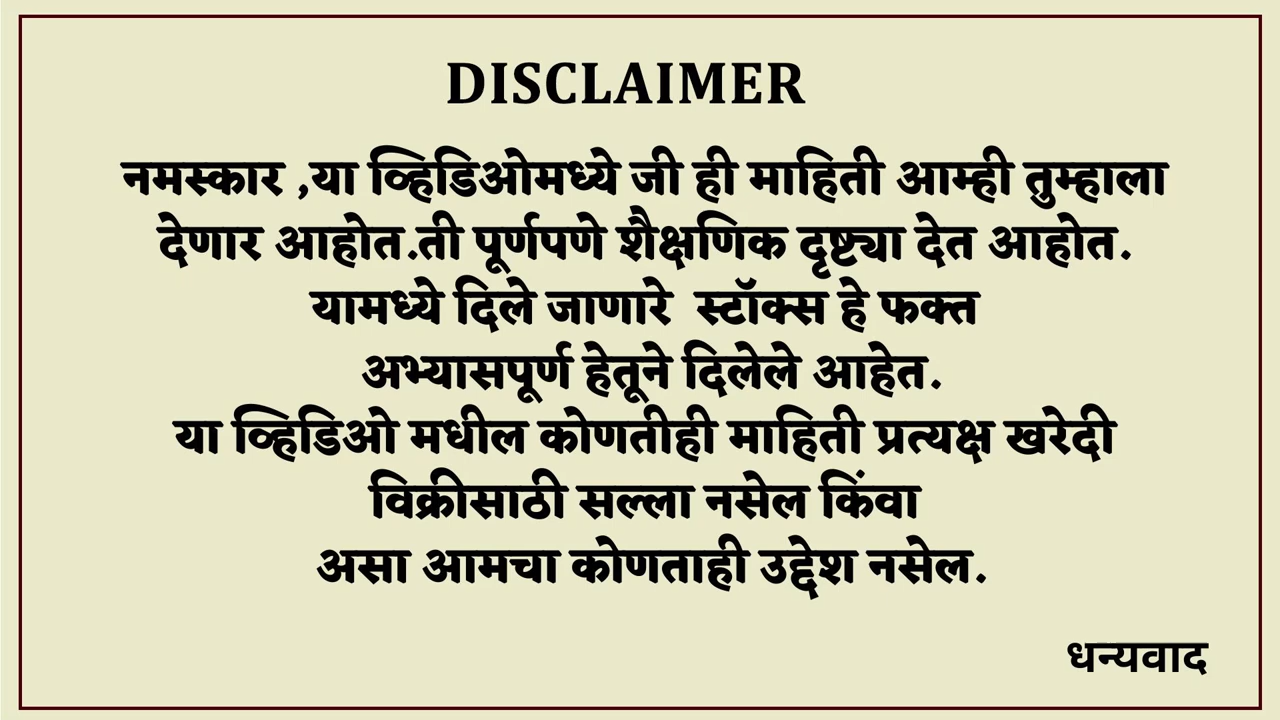 DISCLAIMER
नमस्कार ,या व्हिडिओमध्ये जी ही माहिती आम्ही तुम्हाला
देणार आहोत.ती पूर्णपणे शैक्षणिक दृष्ट्या देत आहोत.
यामध्ये दिले जाणारे स्टॉक्स हे फक्त
अभ्यासपूर्ण हेतूने दिलेले आहेत.
या व्हिडिओ मधील कोणतीही माहिती प्रत्यक्ष खरेदी
विक्रीसाठी सल्ला नसेल किंवा
असा आमचा कोणताही उद्देश नसेल.
धन्यवाद